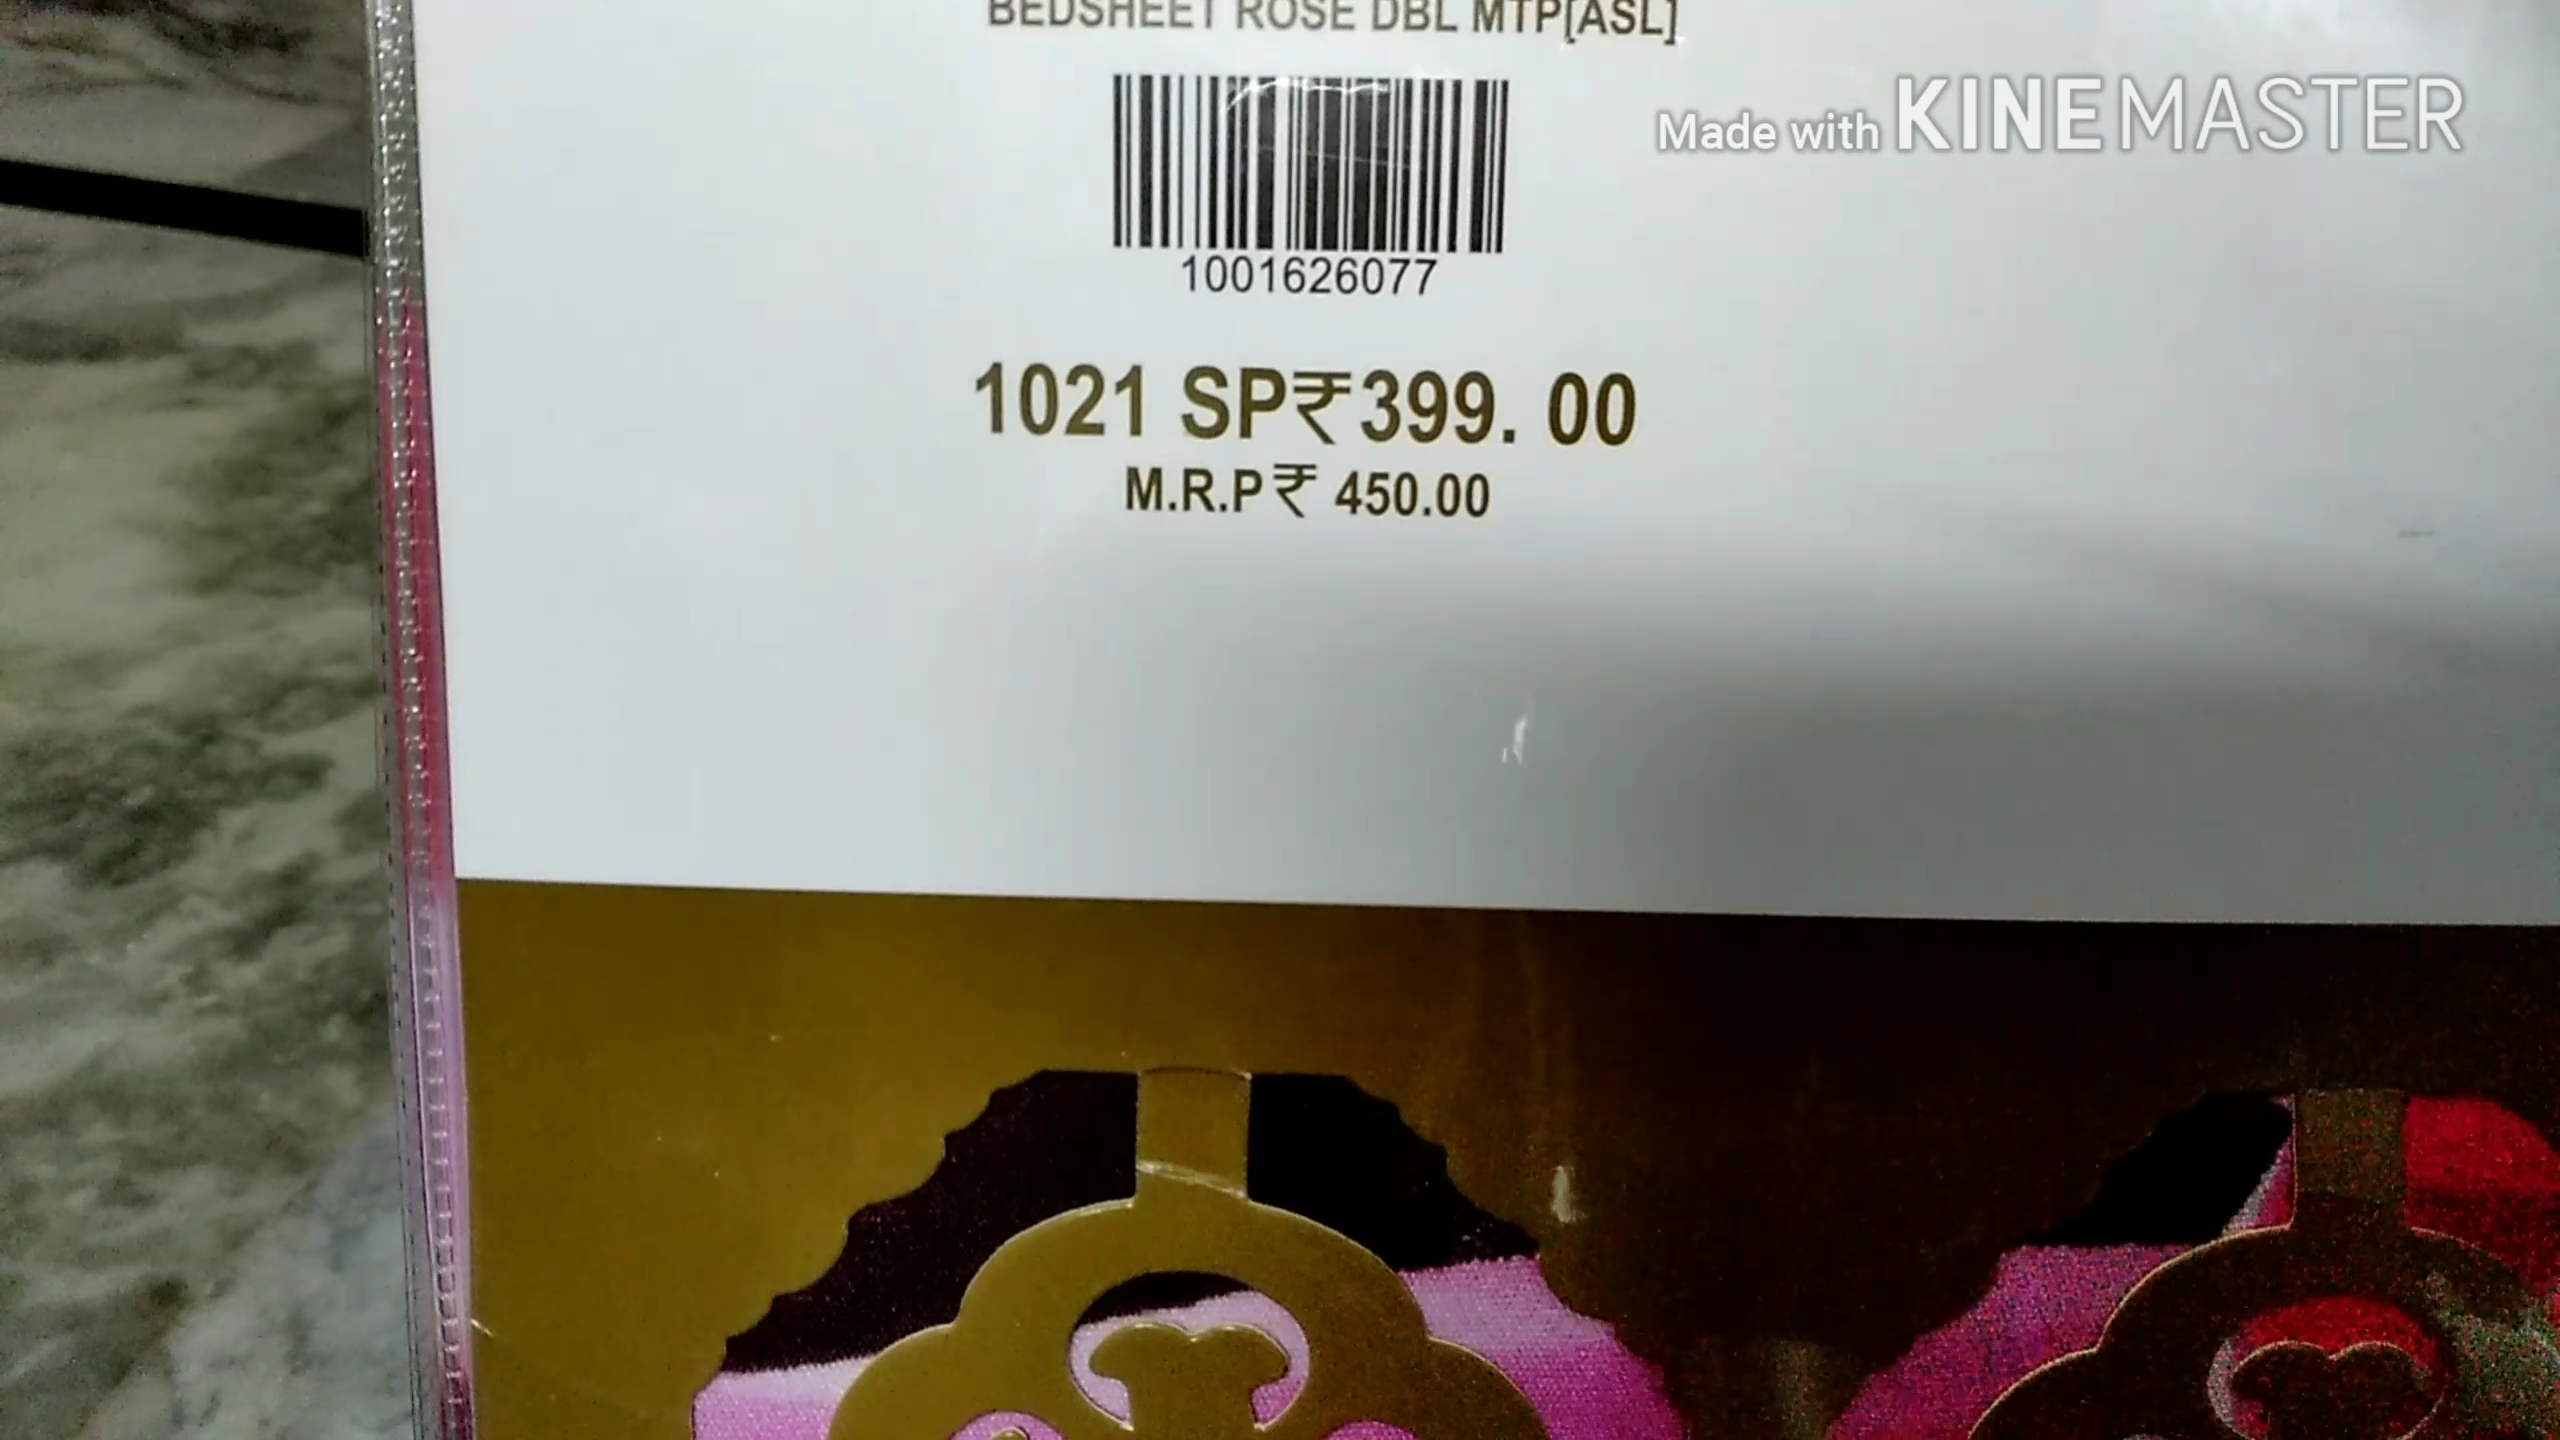 BEDSHEET ROSE DBL MTP[ASL]
Made with KINEMASTER
1001626077
1021 SP₹399. 00
M.R.P₹ 450.00